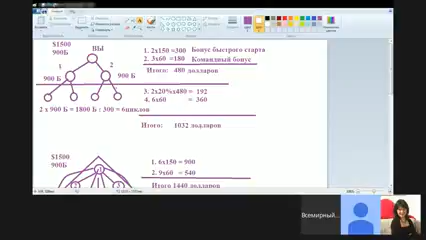 $1500
900Б
ВЫ
1
2
900 Б
900 Б
2 x 900 Б = 1800 Б : 300 = 6циклов
1. 2x150 =300 Бонус быстрого старта
2. 3x60 =180 Командный бонус
Итого: 480 долларов
3. 2x20%x480 = 192
4. 6x60 = 360
Итого: 1032 долларов
$1500
900Б
1. 6x150 = 900
2. 9x60 = 540
Итого 1440 долларов
Всемирный...